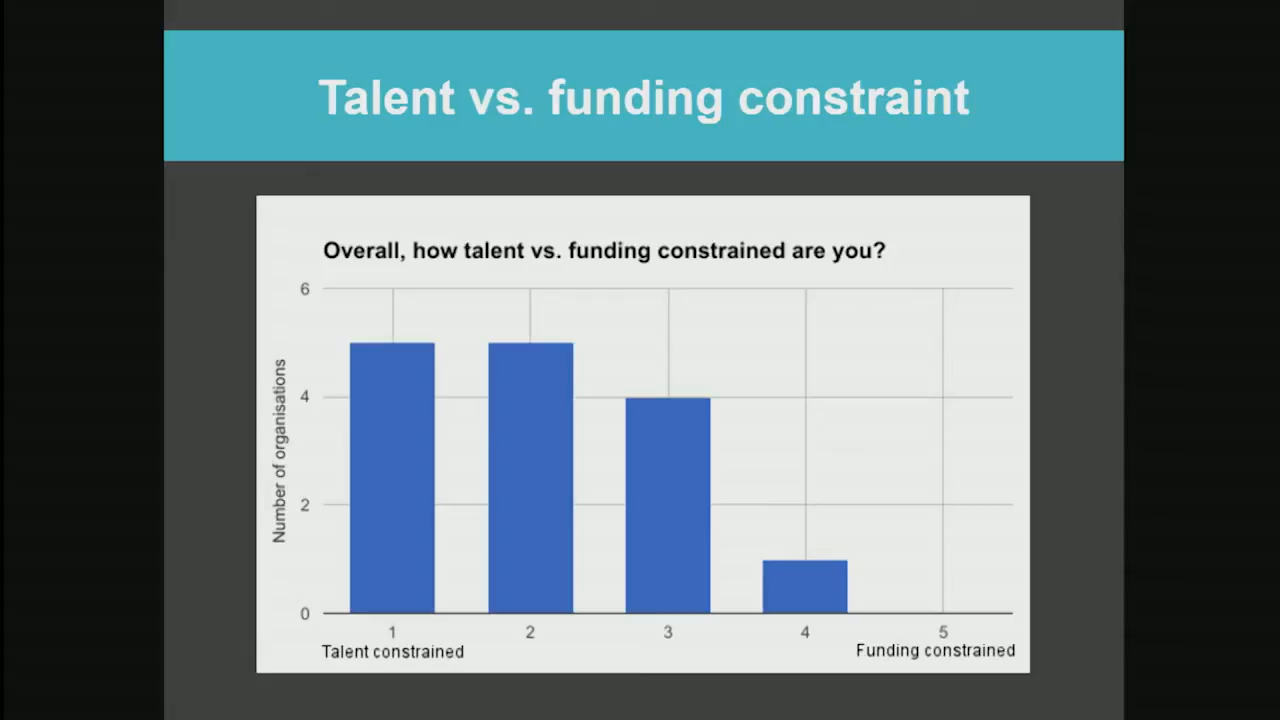 Talent vs. funding constraint
Overall, how talent vs. funding constrained are you?
Number of organisations
6
4
2
0
1
2
3
4
5
Talent constrained
Funding constrained